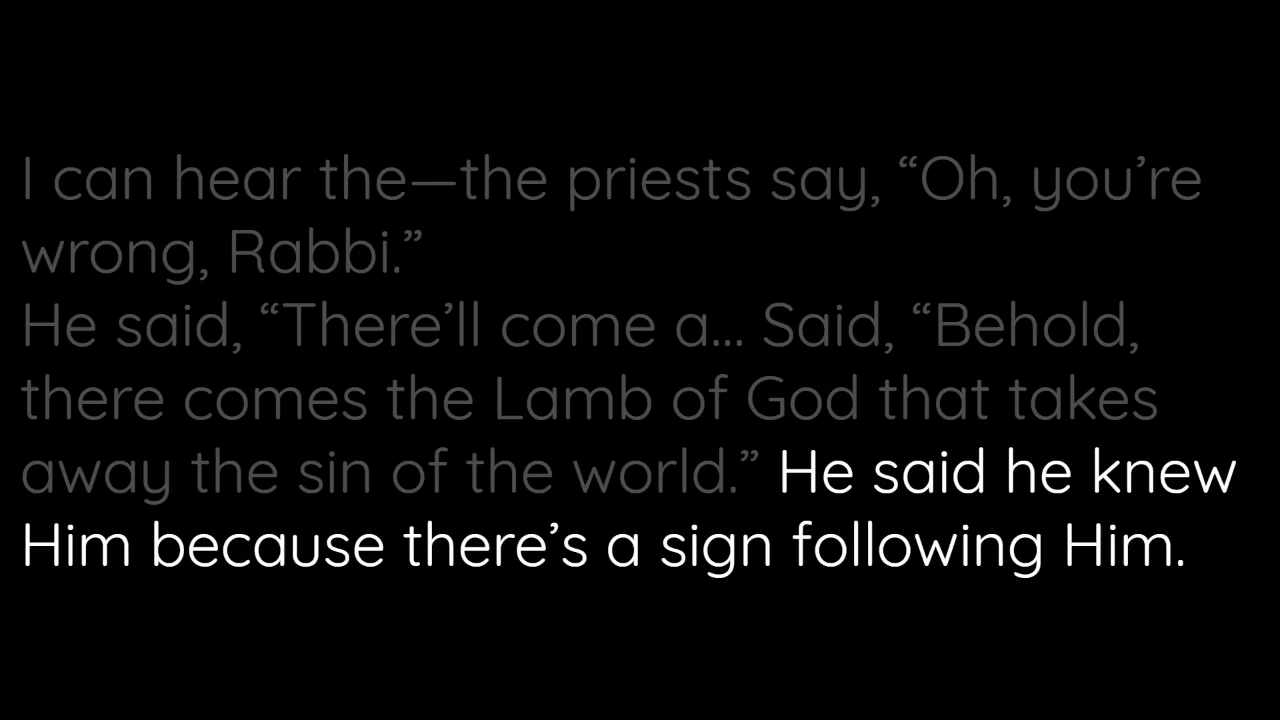 I can hear the—the priests say, “Oh, you’re
wrong, Rabbi.”
He said, “There’ll come a... Said, “Behold,
there comes the Lamb of God that takes
away the sin of the world.” He said he knew
Him because there’s a sign following Him.